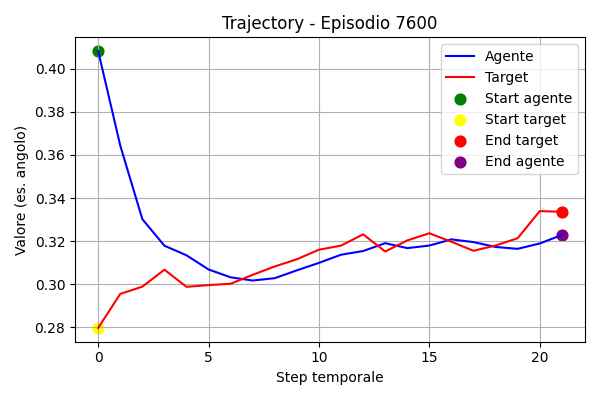 Trajectory - Episodio 7600
Valore (es. angolo)
0.40
0.38
0.36
0.34
0.32
0.30
0.28
0
5
10
15
20
Step temporale
Agente
Target
Start agente
Start target
End target
End agente